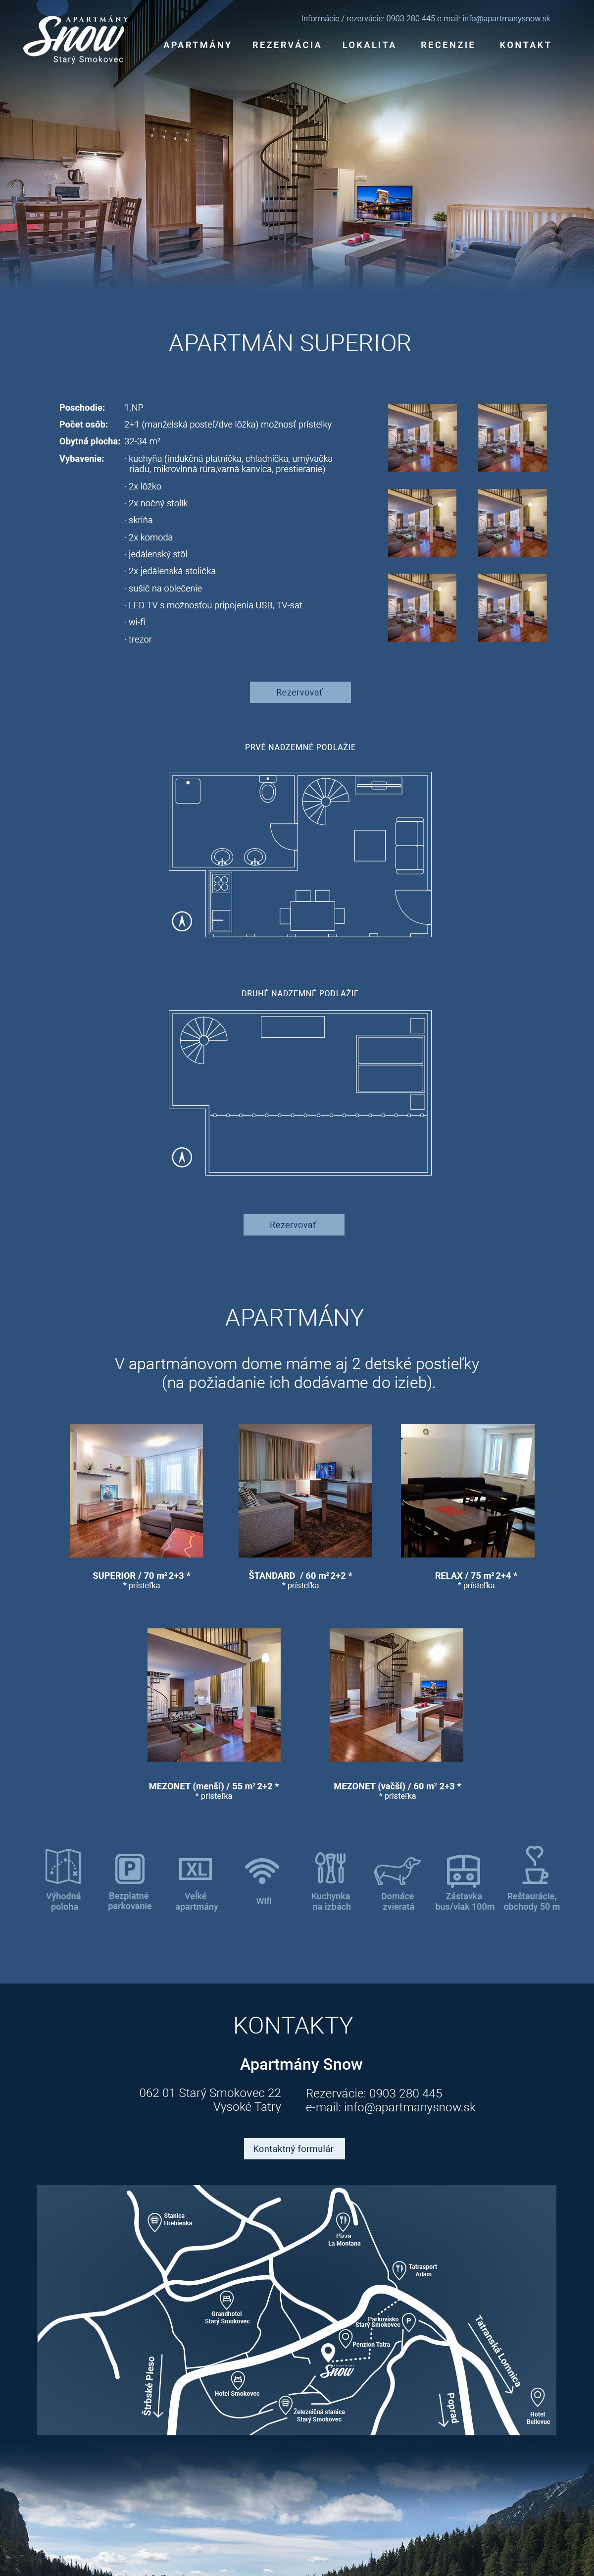 APARTMÁNY
Snow
Starý Smokovec
Informácie / rezervácie: 0903 280 445 e-mail: info@apartmanysnow.sk
APARTMÁNY REZERVÁCIA LOKALITA RECENZIE KONTAKT
APARTMÁN SUPERIOR
Poschodie: 1.NP
Počet osôb: 2+1 (manželská posteľ/dve lôžka) možnosť prístelky
Obytná plocha: 32-34 m²
Vybavenie: · kuchyňa (indukčná platnička, chladnička, umývačka
riadu, mikrovlnná rúra,varná kanvica, prestieranie)
· 2x lôžko
· 2x nočný stolík
· skriňa
· 2x komoda
· jedálenský stôl
· 2x jedálenská stolička
· sušič na oblečenie
· LED TV s možnosťou pripojenia USB, TV-sat
· wi-fi
· trezor
Rezervovať
PRVÉ NADZEMNÉ PODLAŽIE
DRUHÉ NADZEMNÉ PODLAŽIE
Rezervovať
APARTMÁNY
V apartmánovom dome máme aj 2 detské postieľky
(na požiadanie ich dodávame do izieb).
SUPERIOR / 70 m² 2+3 *
* prísteľka
ŠTANDARD / 60 m² 2+2 *
* prísteľka
RELAX / 75 m² 2+4 *
* prísteľka
MEZONET (menší) / 55 m² 2+2 *
* prísteľka
MEZONET (vačší) / 60 m² 2+3 *
* prísteľka
P
XL
Výhodná
poloha
Bezplatné
parkovanie
Veľké
apartmány
Wifi
Kuchynka
na izbách
Domáce
zvieratá
Zástavka
bus/vlak 100m
Reštaurácie,
obchody 50 m
KONTAKTY
Apartmány Snow
062 01 Starý Smokovec 22
Vysoké Tatry
Rezervácie: 0903 280 445
e-mail: info@apartmanysnow.sk
Kontaktný formulár
Stanica
Hrebienka
Pizza
La Montana
Tatrasport
Adam
Grandhotel
Starý Smokovec
Parkovisko
Starý Smokovec
P
Penzión Tatra
Snow
Tatranská Lomnica
Štrbské Pleso
Hotel Smokovec
Železničná stanica
Starý Smokovec
Poprad
Hotel
Bellevue